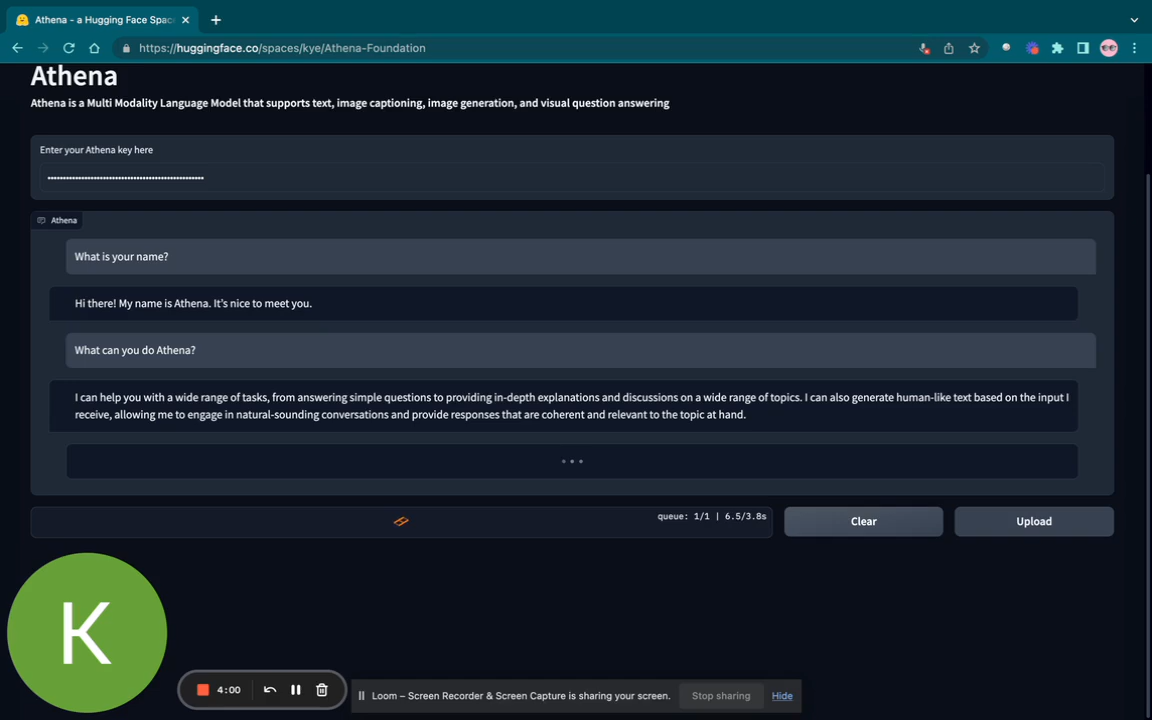 Athena - a Hugging Face Spac
https://huggingface.co/spaces/kye/Athena-Foundation
Athena
Athena is a Multi Modality Language Model that supports text, image captioning, image generation, and visual question answering
Enter your Athena key here
Athena
What is your name?
Hi there! My name is Athena. It's nice to meet you.
What can you do Athena?
I can help you with a wide range of tasks, from answering simple questions to providing in-depth explanations and discussions on a wide range of topics. I can also generate human-like text based on the input I
receive, allowing me to engage in natural-sounding conversations and provide responses that are coherent and relevant to the topic at hand.
queue: 1/1 | 6.5/3.8s
Clear
Upload
K
4:00
Loom – Screen Recorder & Screen Capture is sharing your screen.
Stop sharing
Hide